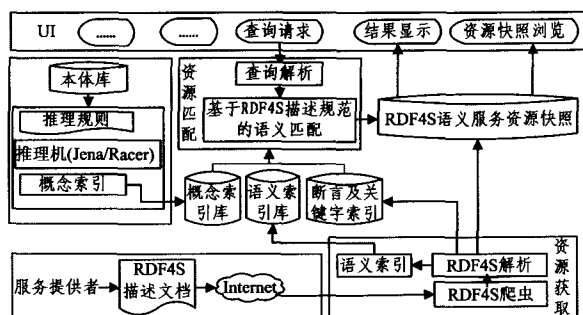 UI
......
......
查询请求
结果显示
资源快照浏览
本体库
推理规则
推理机(Jena/Racer)
概念索引
资源匹配
查询解析
基于RDF4S描述规范
的语义匹配
RDF4S语义服务资源快照
概念索
引库
语义索
引库
断言及关
键字索引
服务提供者
RDF4S
描述文档
Internet
语义索引
RDF4S解析
RDF4S爬虫
资源获取